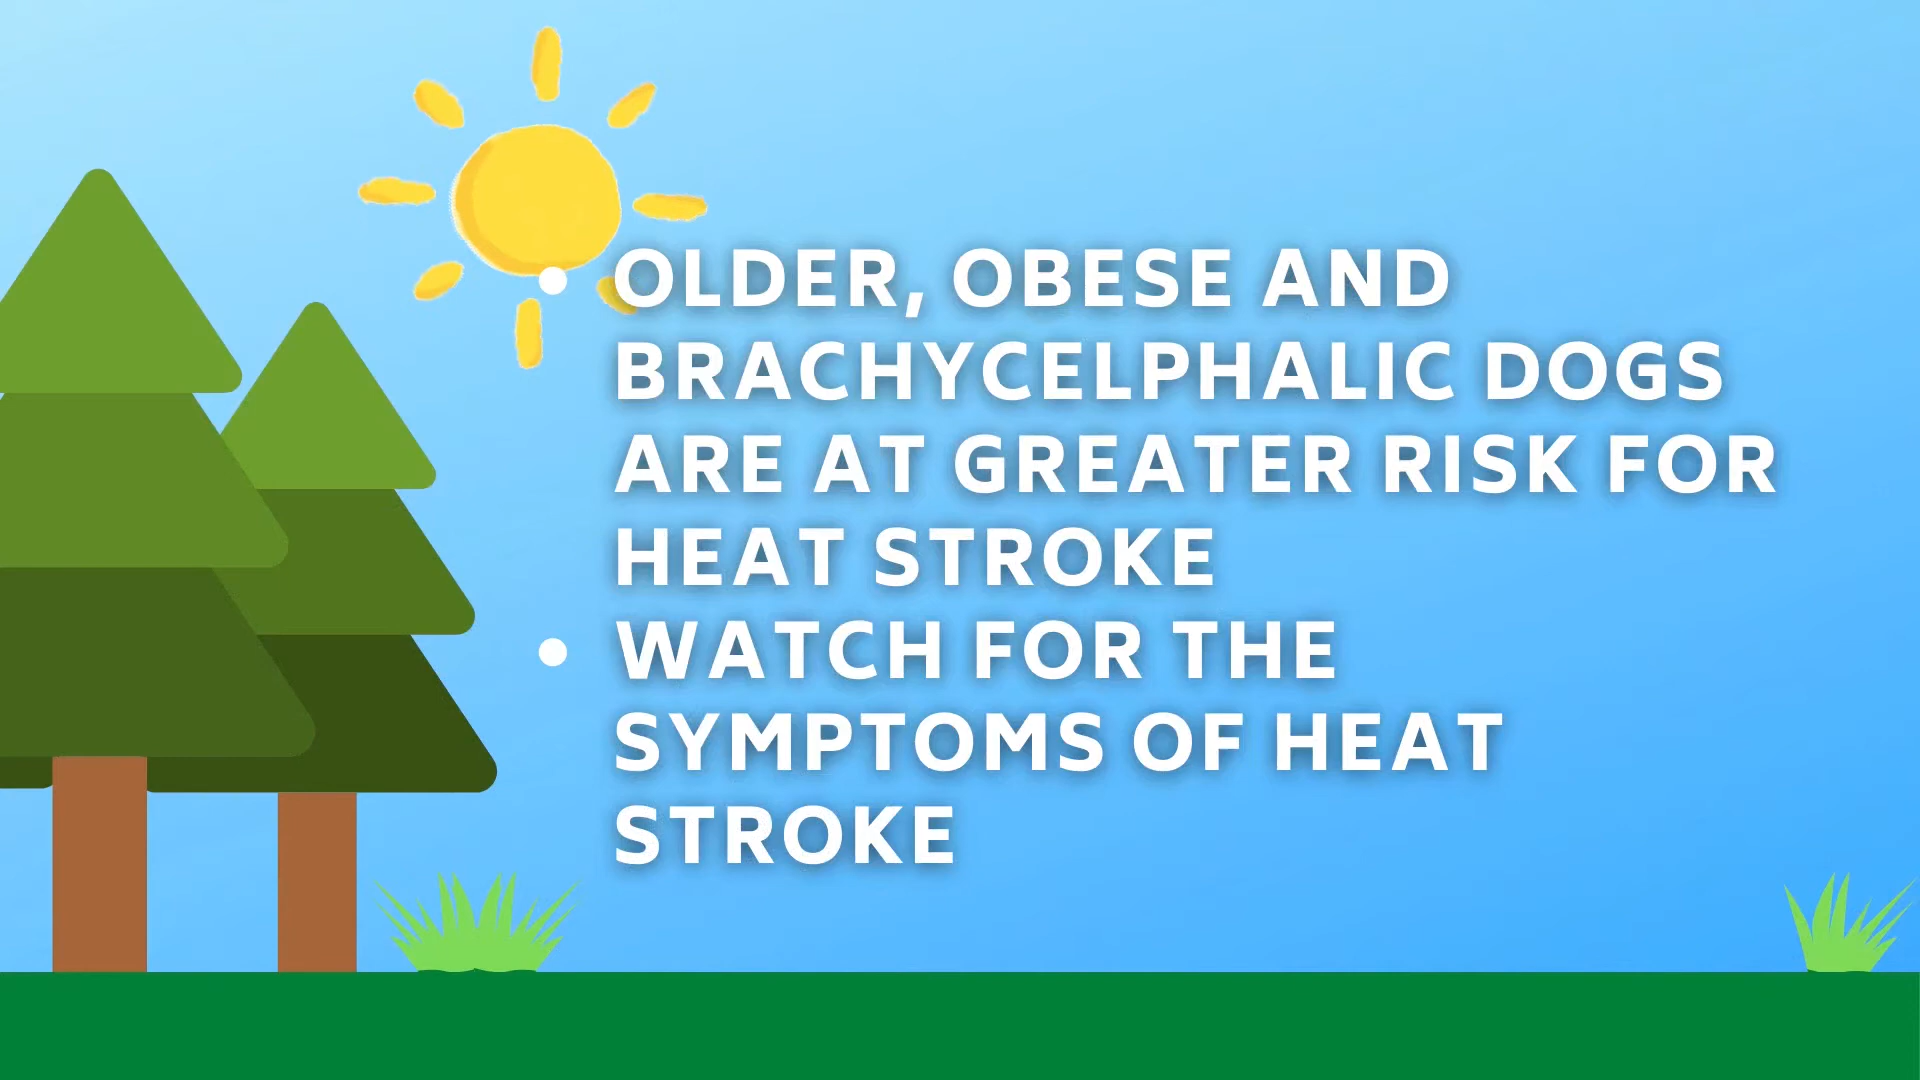 • OLDER, OBESE AND
BRACHYCELPHALIC DOGS
ARE AT GREATER RISK FOR
HEAT STROKE
• WATCH FOR THE
SYMPTOMS OF HEAT
STROKE